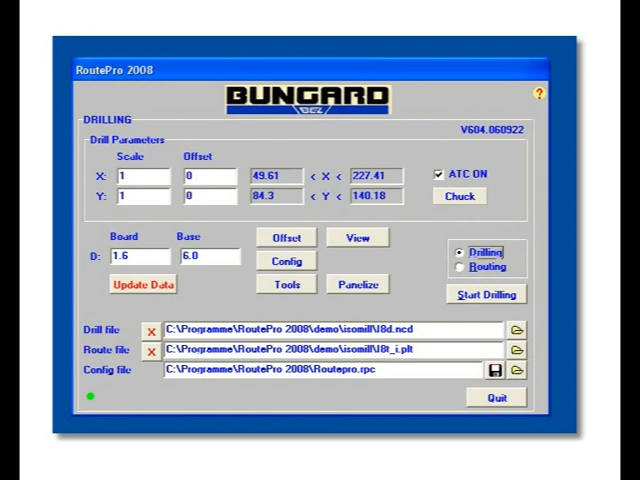 RoutePro 2008
BUNGARD
BEZ
?
DRILLING
V604.060922
Drill Parameters
Scale Offset
X: 1 0 49.61 < X < 227.41 ATC ON
Y: 1 0 84.3 < Y < 140.18 Chuck
Board Base Offset View
D: 1.6 6.0 Config
Drilling
Routing
Update Data Tools Panelize
Start Drilling
Drill file X C:\Programme\RoutePro 2008\demo\isomill\l8d.ncd
Route file X C:\Programme\RoutePro 2008\demo\isomill\l8t_i.plt
Config file C:\Programme\RoutePro 2008\Routepro.rpc
Quit